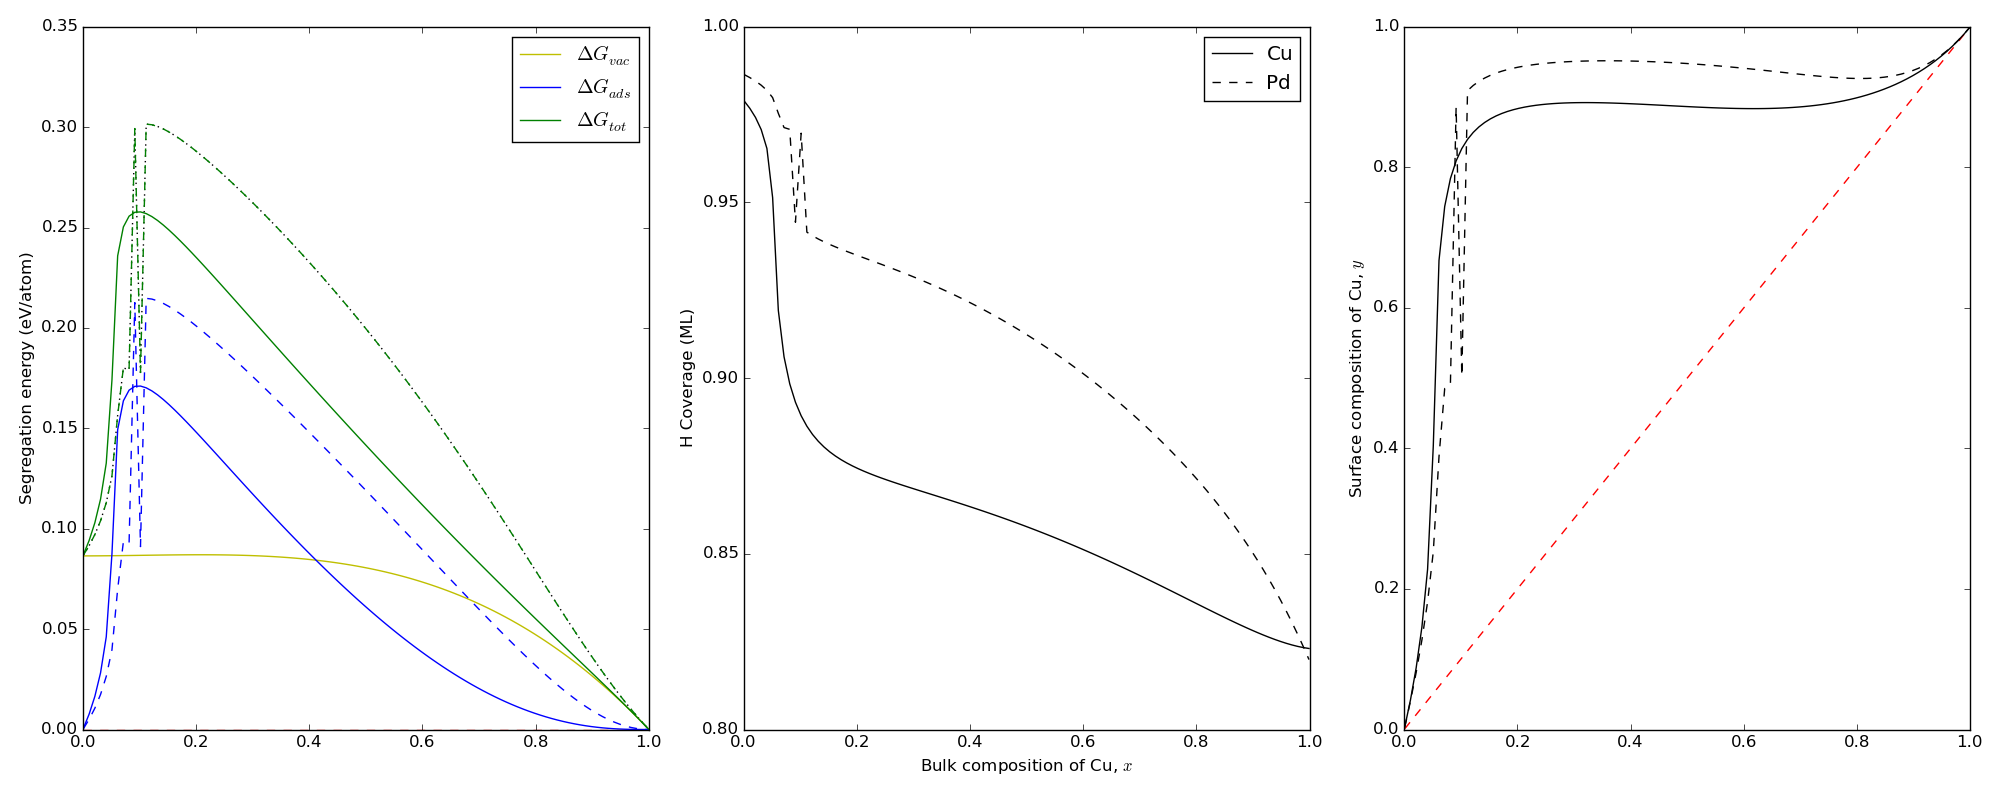 Segregation energy (eV/atom)
0.35
0.30
0.25
0.20
0.15
0.10
0.05
0.00
0.0 0.2 0.4 0.6 0.8 1.0
ΔG_vac
ΔG_ads
ΔG_tot
H Coverage (ML)
1.00
0.95
0.90
0.85
0.80
0.0 0.2 0.4 0.6 0.8 1.0
Bulk composition of Cu, x
Cu
Pd
Surface composition of Cu, y
1.0
0.8
0.6
0.4
0.2
0.0
0.0 0.2 0.4 0.6 0.8 1.0